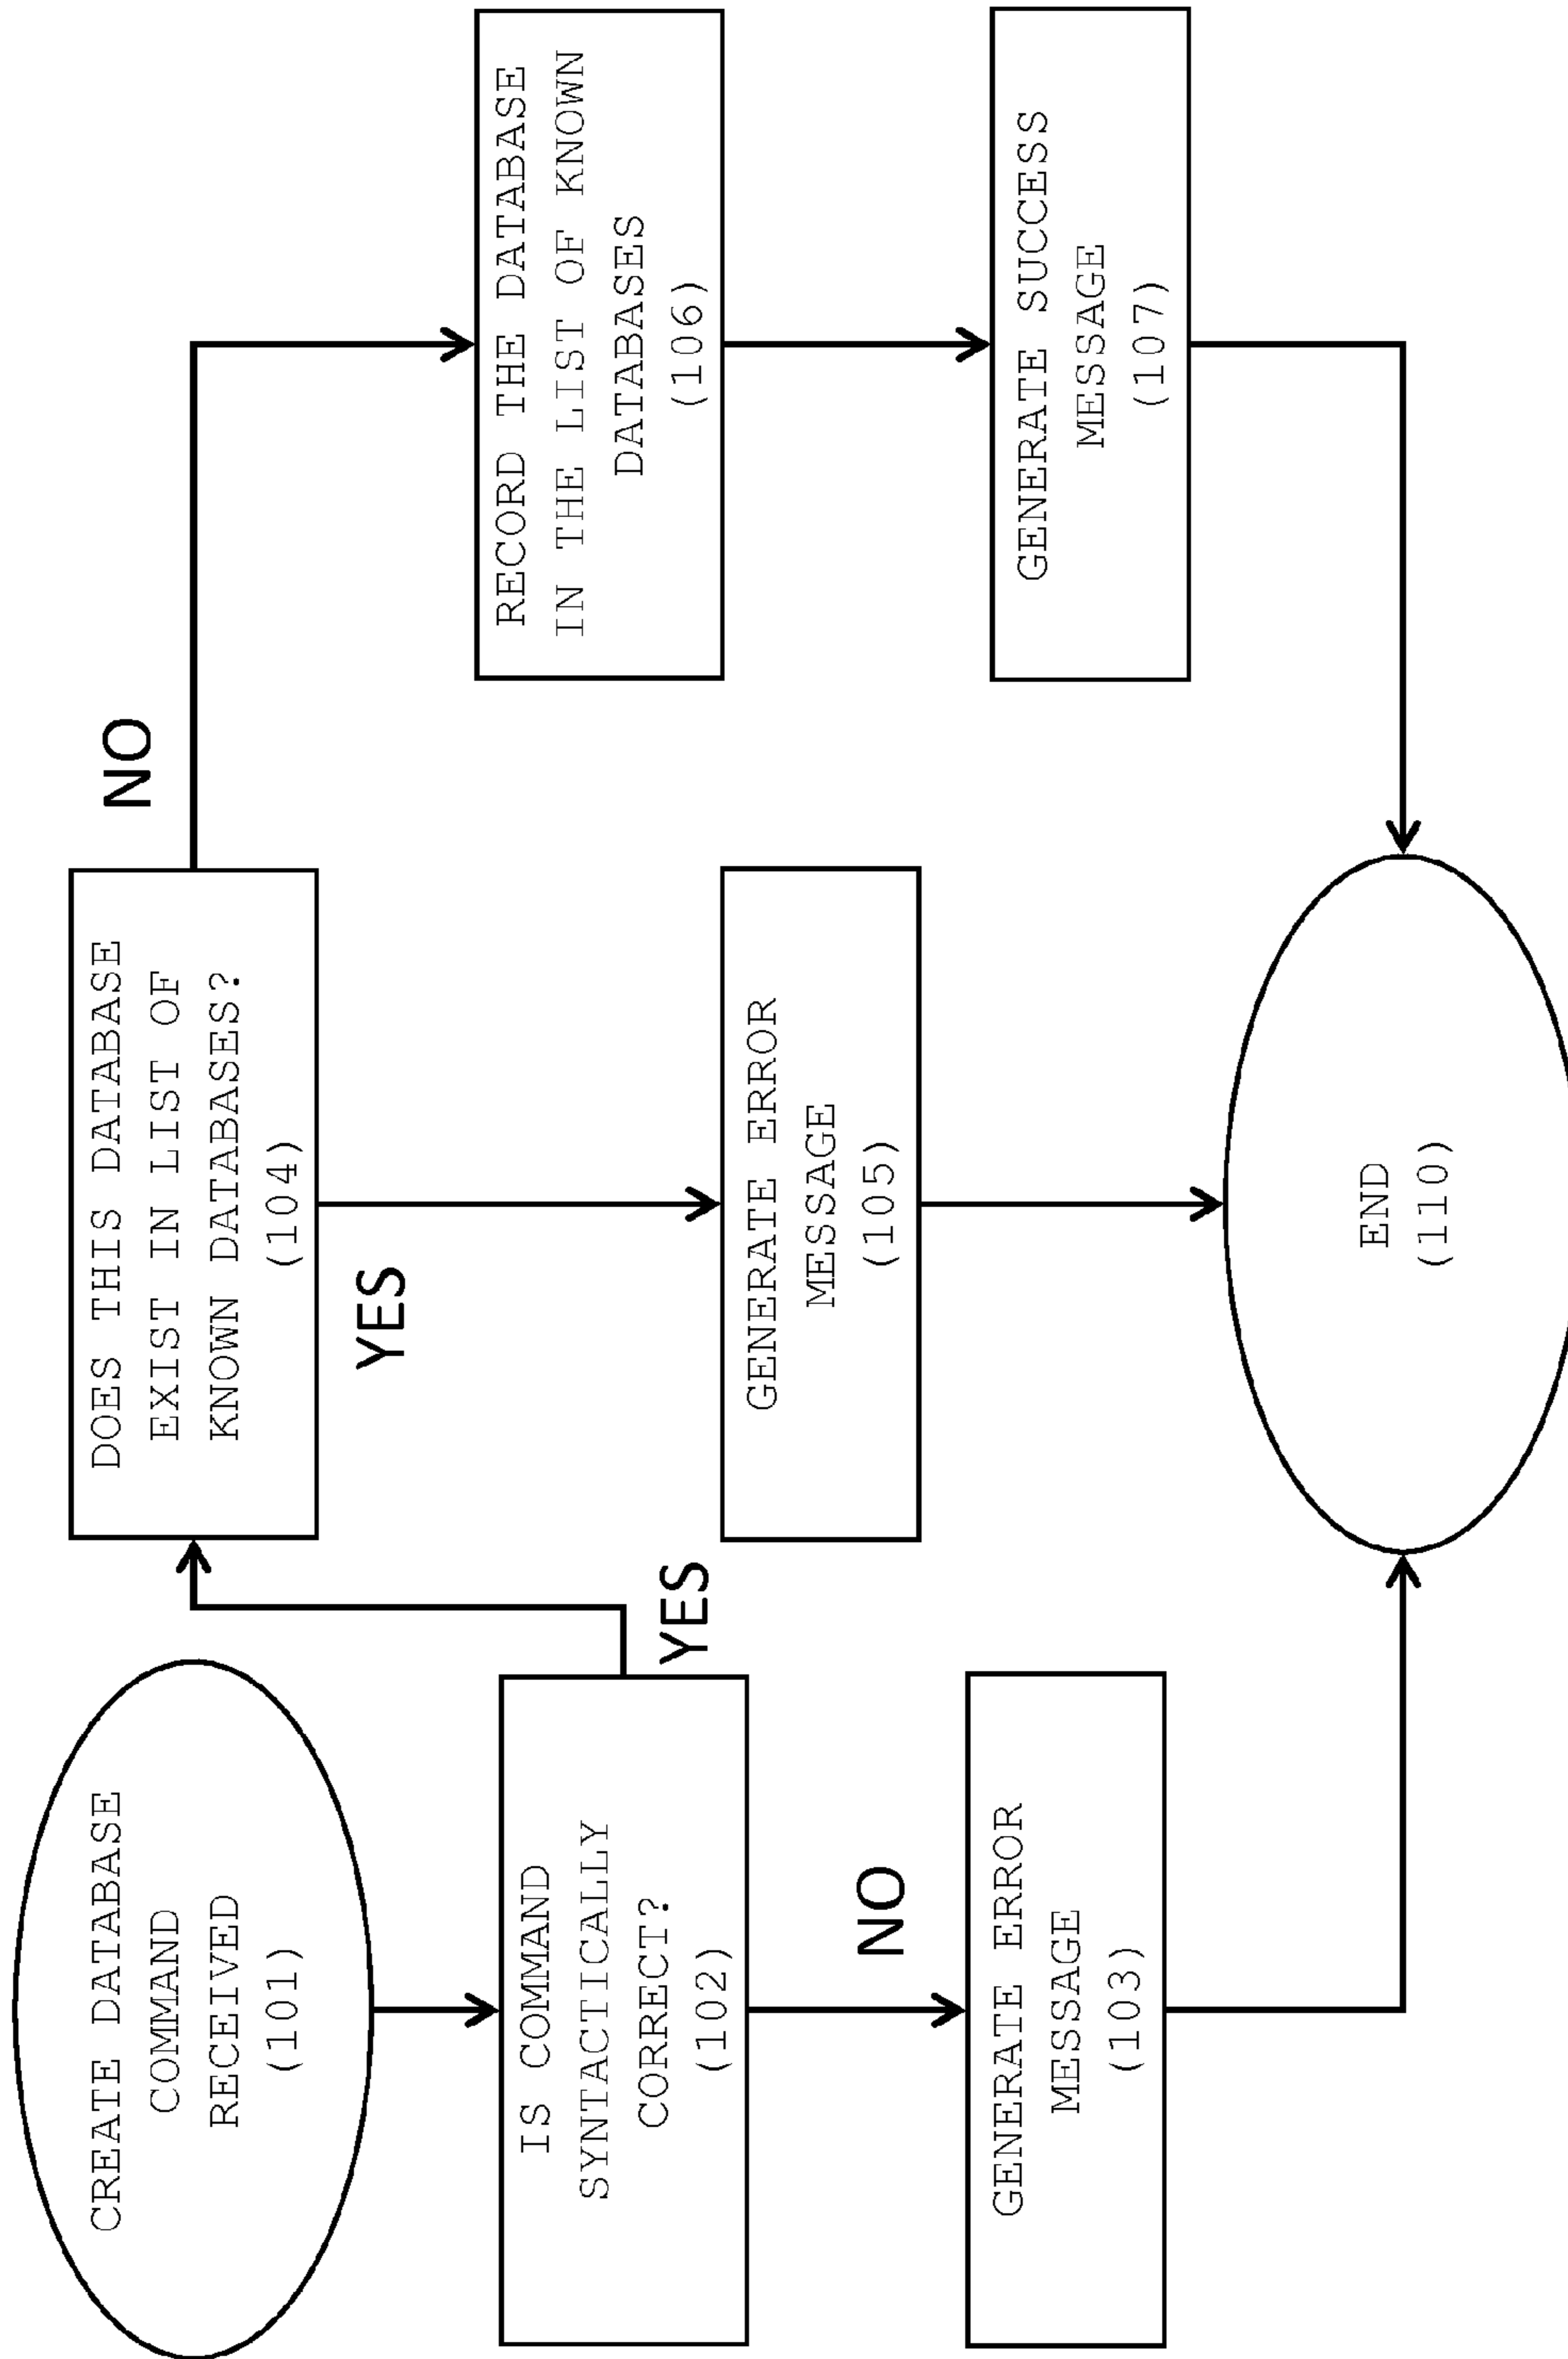 CREATE DATABASE
COMMAND
RECEIVED
(101)
IS COMMAND
SYNTACTICALLY
CORRECT?
(102)
YES
NO
GENERATE ERROR
MESSAGE
(103)
DOES THIS DATABASE
EXIST IN LIST OF
KNOWN DATABASES?
(104)
NO
YES
GENERATE ERROR
MESSAGE
(105)
RECORD THE DATABASE
IN THE LIST OF KNOWN
DATABASES
(106)
GENERATE SUCCESS
MESSAGE
(107)
END
(110)